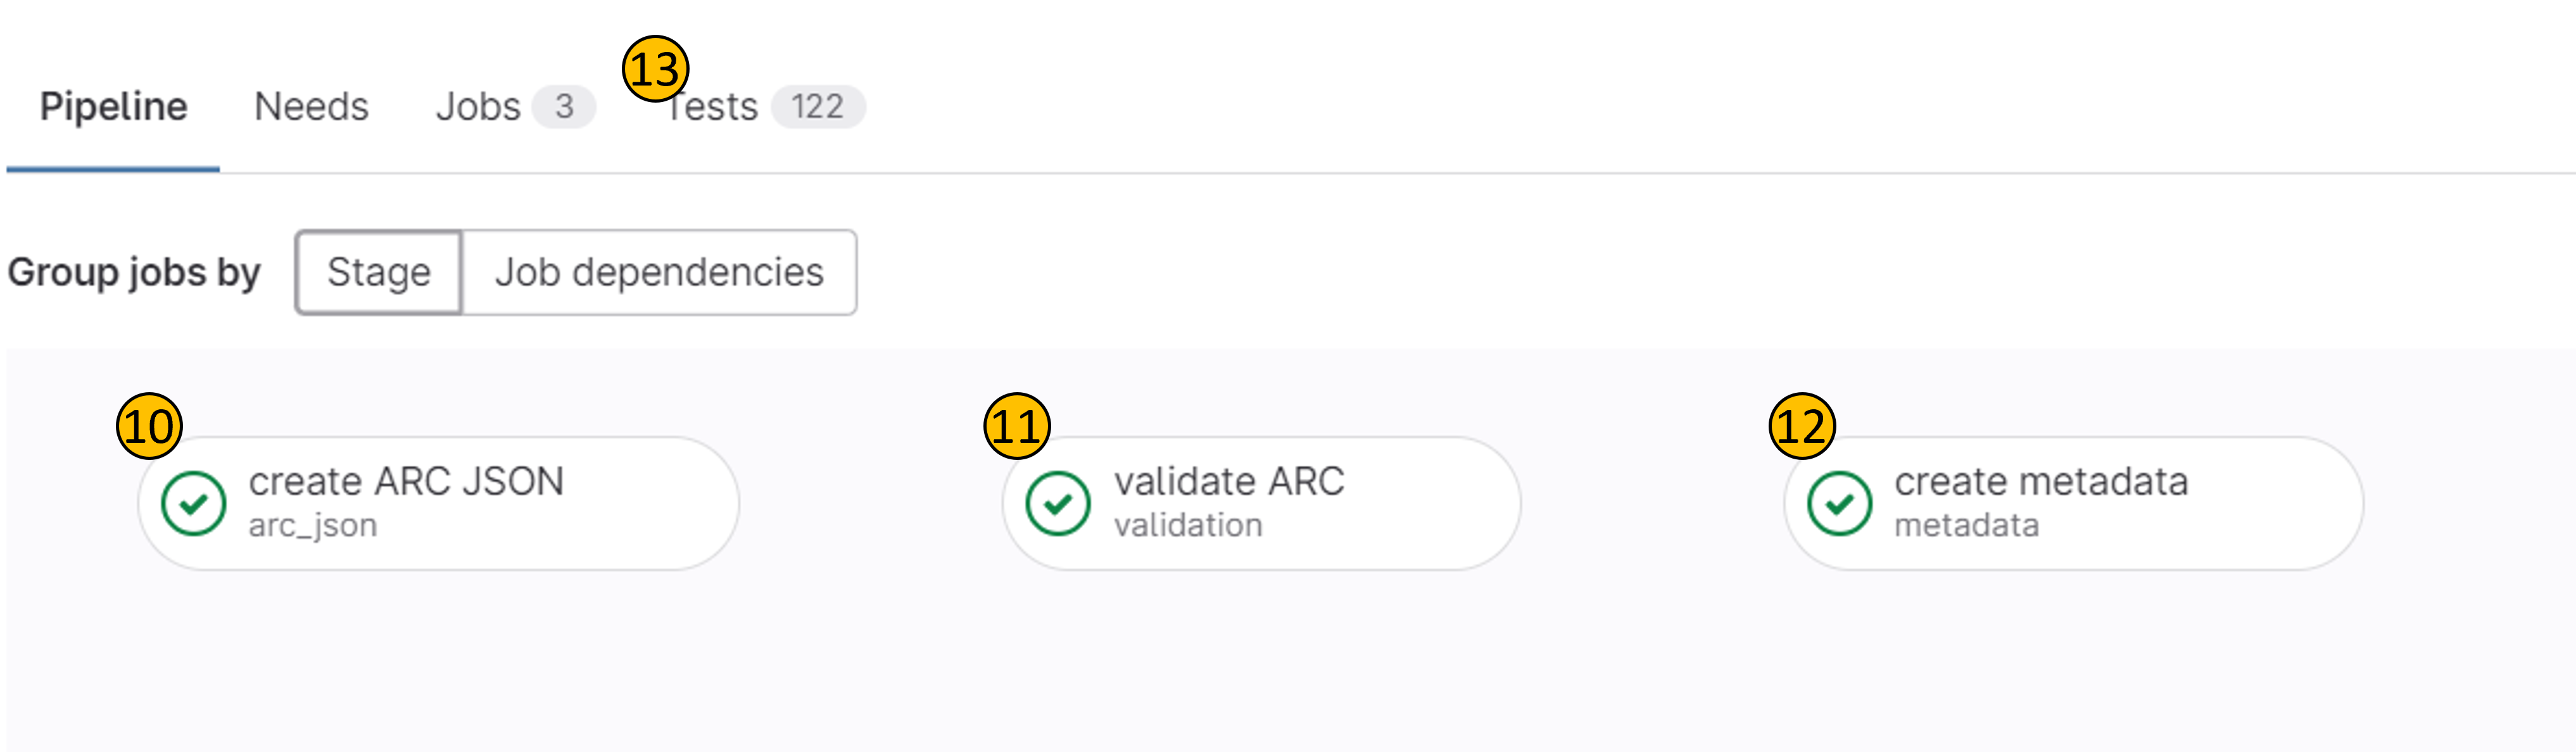 13
Pipeline Needs Jobs 3 Tests 122
Group jobs by Stage Job dependencies
10 11 12
create ARC JSON validate ARC create metadata
arc_json validation metadata